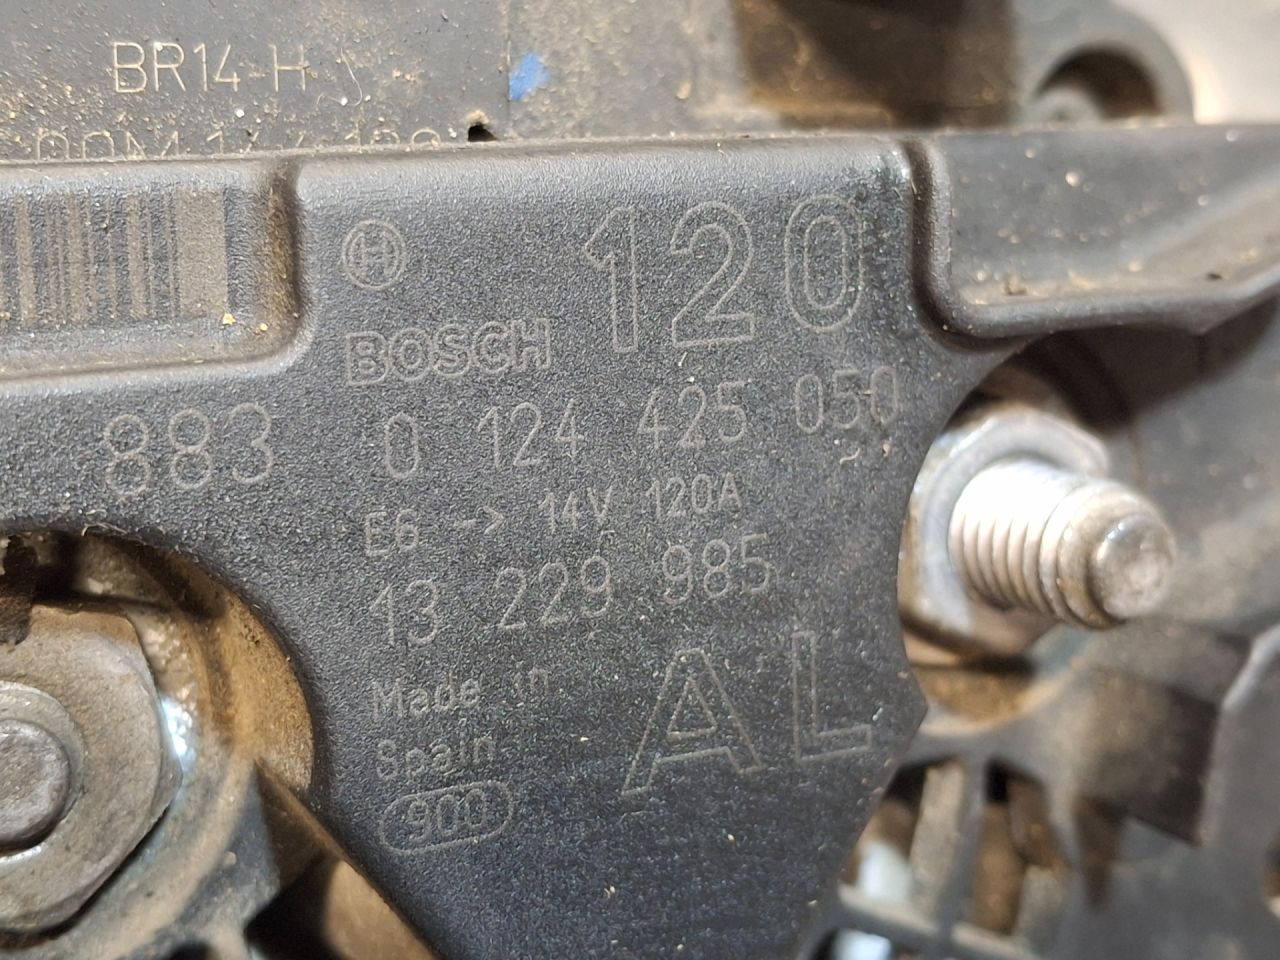 BR14-H
120
BOSCH
883 0 124 425 050
E6 -> 14V 120A
13 229 985
Made in
Spain
AL
900